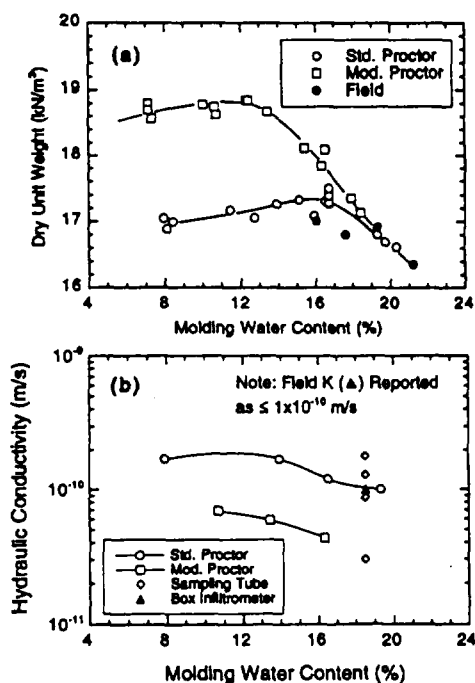 20
19
18
17
16
Dry Unit Weight (kN/m³)
(a)
Std. Proctor
Mod. Proctor
Field
4 8 12 16 20 24
Molding Water Content (%)
10⁻⁹
10⁻¹⁰
10⁻¹¹
Hydraulic Conductivity (m/s)
(b)
Note: Field K (▲) Reported
as ≤ 1x10⁻¹⁰ m/s
Std. Proctor
Mod. Proctor
Sampling Tube
Box Infiltrometer
4 8 12 16 20 24
Molding Water Content (%)